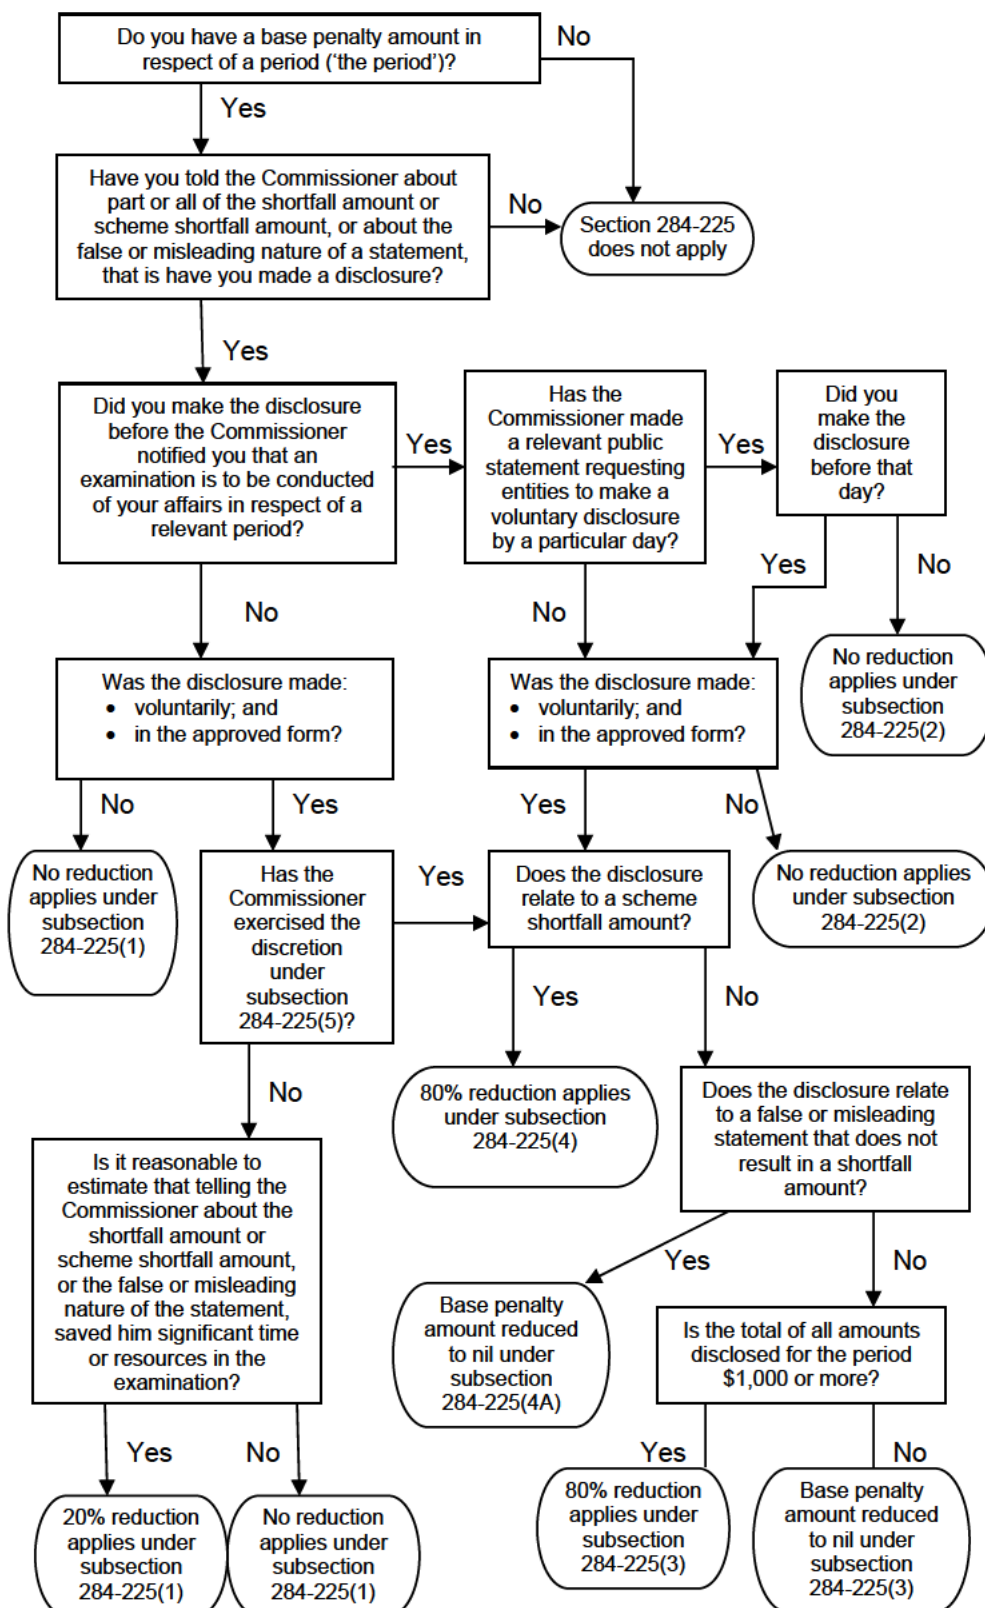 Do you have a base penalty amount in
respect of a period (‘the period’)?
No
Yes
Have you told the Commissioner about
part or all of the shortfall amount or
scheme shortfall amount, or about the
false or misleading nature of a statement,
that is have you made a disclosure?
No
Section 284-225
does not apply
Yes
Did you make the disclosure
before the Commissioner
notified you that an
examination is to be conducted
of your affairs in respect of a
relevant period?
Yes
Has the
Commissioner made
a relevant public
statement requesting
entities to make a
voluntary disclosure
by a particular day?
Yes
Did you
make the
disclosure
before that
day?
No
No
Yes
No
Was the disclosure made:
• voluntarily; and
• in the approved form?
Was the disclosure made:
• voluntarily; and
• in the approved form?
No reduction
applies under
subsection
284-225(2)
No
Yes
Yes
No
No reduction
applies under
subsection
284-225(1)
Has the
Commissioner
exercised the
discretion
under
subsection
284-225(5)?
Yes
Does the disclosure
relate to a scheme
shortfall amount?
No reduction applies
under subsection
284-225(2)
No
Yes
No
80% reduction applies
under subsection
284-225(4)
Does the disclosure relate
to a false or misleading
statement that does not
result in a shortfall
amount?
Is it reasonable to
estimate that telling the
Commissioner about the
shortfall amount or
scheme shortfall amount,
or the false or misleading
nature of the statement,
saved him significant time
or resources in the
examination?
Yes
No
Base penalty
amount reduced
to nil under
subsection
284-225(4A)
Is the total of all amounts
disclosed for the period
$1,000 or more?
Yes
No
Yes
No
20% reduction
applies under
subsection
284-225(1)
No reduction
applies under
subsection
284-225(1)
80% reduction
applies under
subsection
284-225(3)
Base penalty
amount reduced
to nil under
subsection
284-225(3)